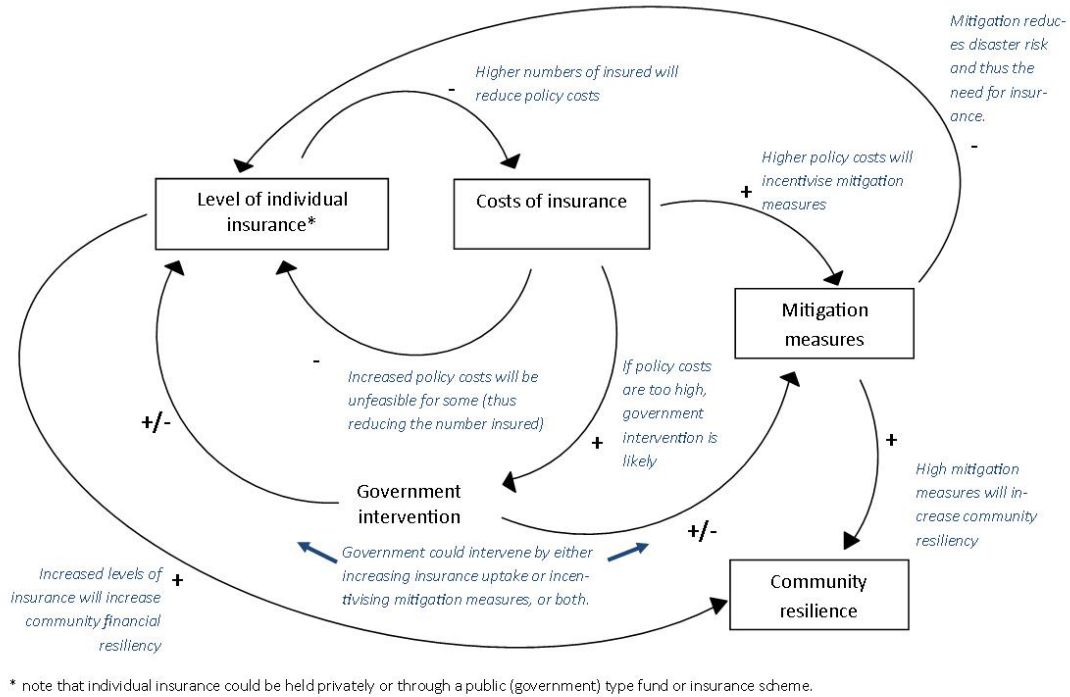 Mitigation reduc-
es disaster risk
and thus the
need for insur-
ance.
-
Higher numbers of insured will
reduce policy costs
-
Higher policy costs will
incentivise mitigation
measures
+
Level of individual
insurance*
Costs of insurance
Mitigation
measures
-
Increased policy costs will be
unfeasible for some (thus
reducing the number insured)
If policy costs
are too high,
government
intervention is
likely
+
+/-
+
High mitigation
measures will in-
crease community
resiliency
Government
intervention
+/-
Government could intervene by either
increasing insurance uptake or incen-
tivising mitigation measures, or both.
Increased levels of
insurance will increase
community financial
resiliency
+
Community
resilience
* note that individual insurance could be held privately or through a public (government) type fund or insurance scheme.